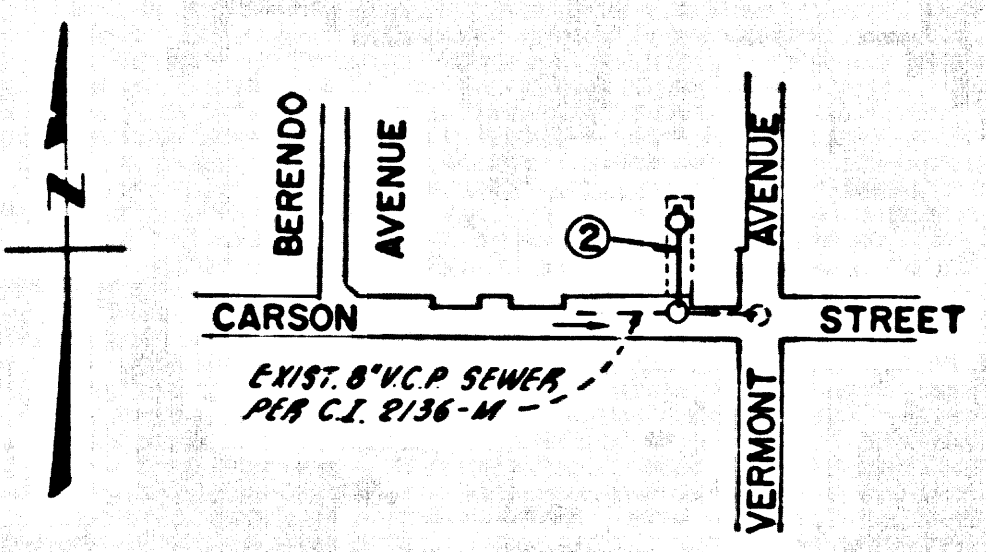 N
BERENDO
AVENUE
AVENUE
2
CARSON
STREET
EXIST. 8" V.C.P. SEWER
PER C.I. 2136-M
VERMONT